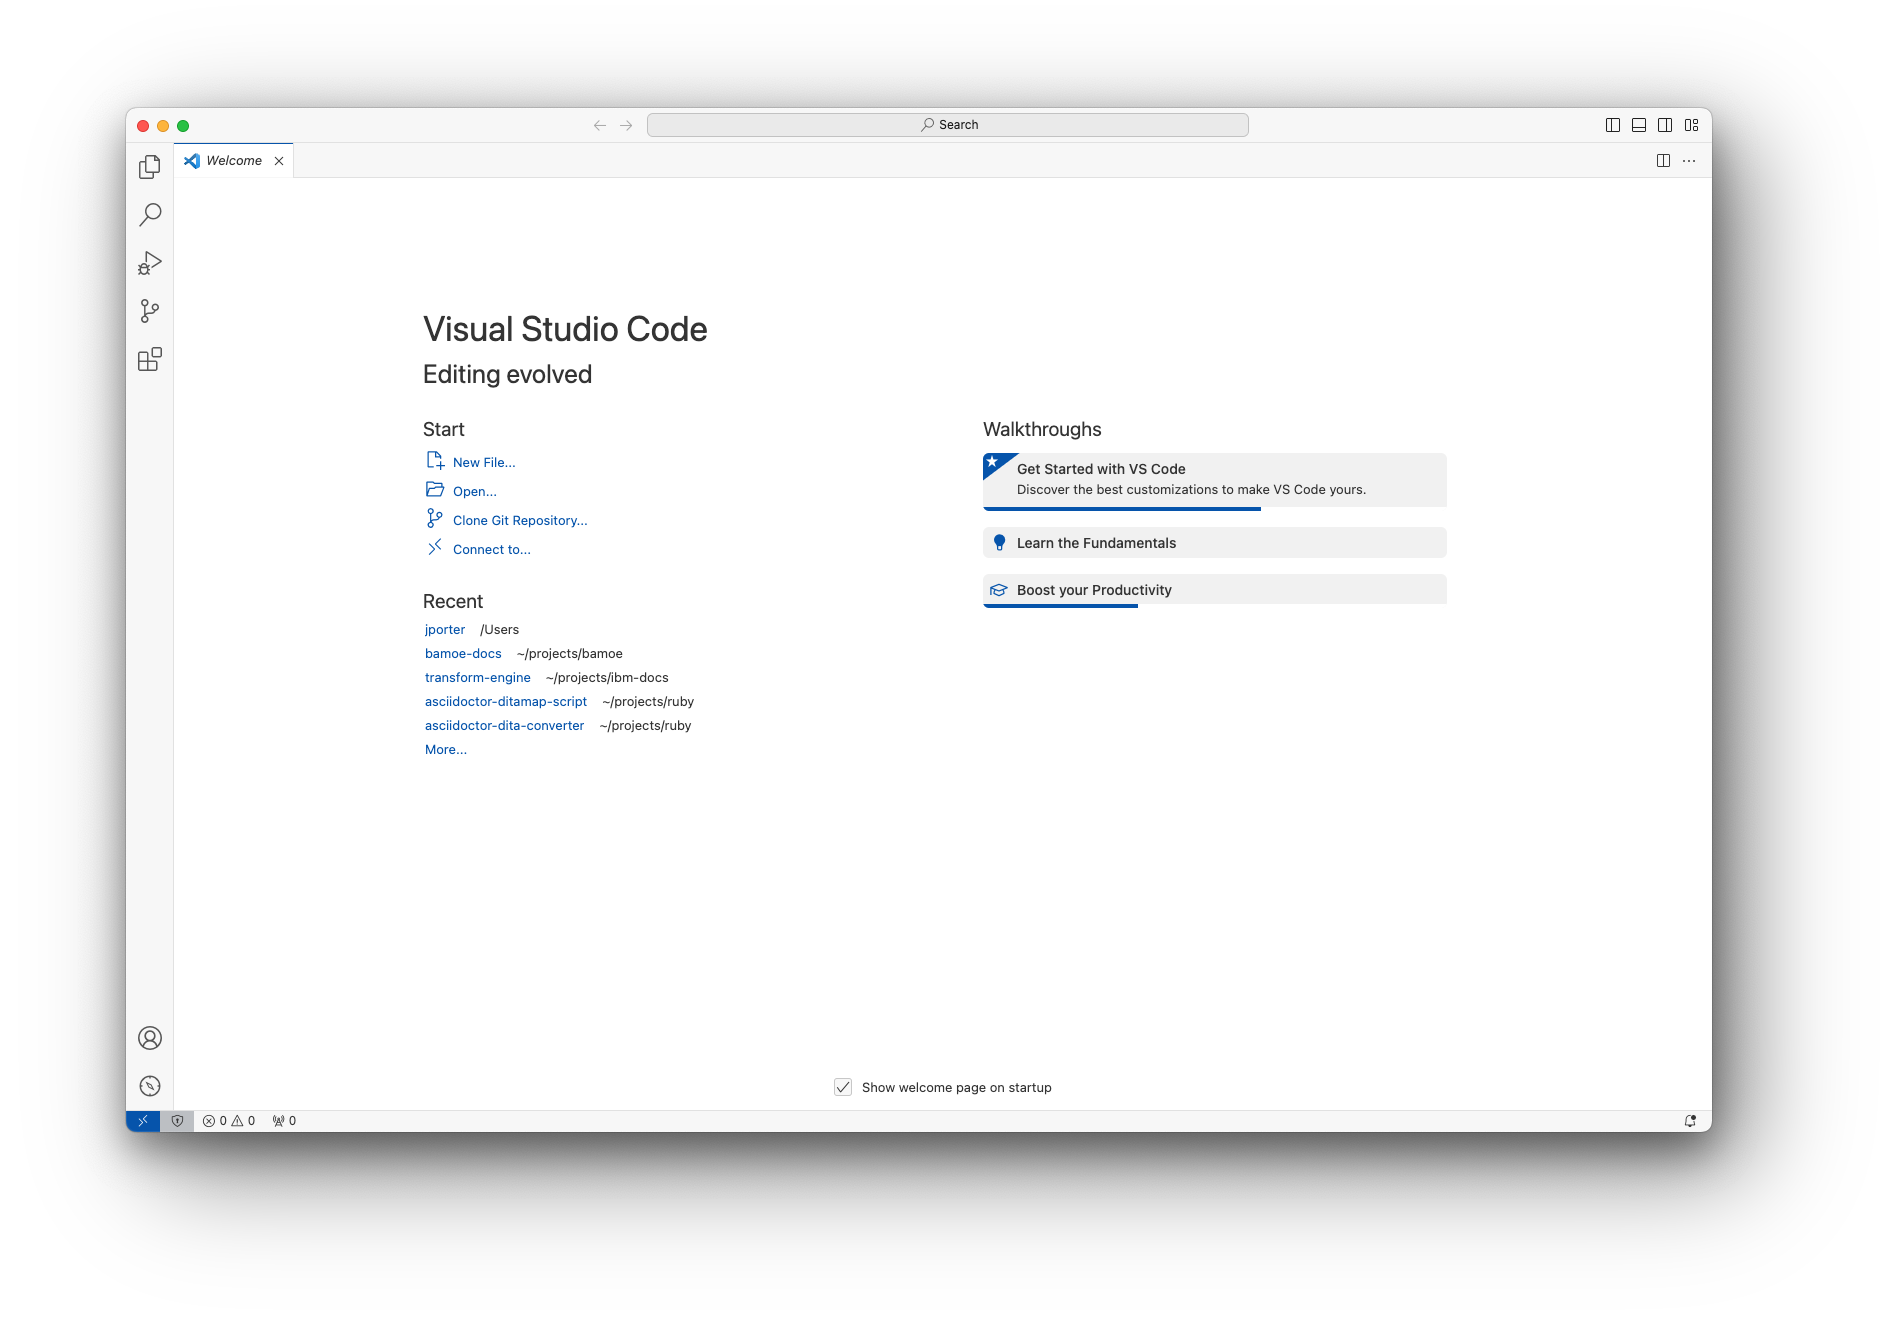 Search
Welcome
Visual Studio Code
Editing evolved
Start
New File...
Open...
Clone Git Repository...
Connect to...
Recent
jporter /Users
bamoe-docs ~/projects/bamoe
transform-engine ~/projects/ibm-docs
asciidoctor-ditamap-script ~/projects/ruby
asciidoctor-dita-converter ~/projects/ruby
More...
Walkthroughs
Get Started with VS Code
Discover the best customizations to make VS Code yours.
Learn the Fundamentals
Boost your Productivity
Show welcome page on startup
0 0 0